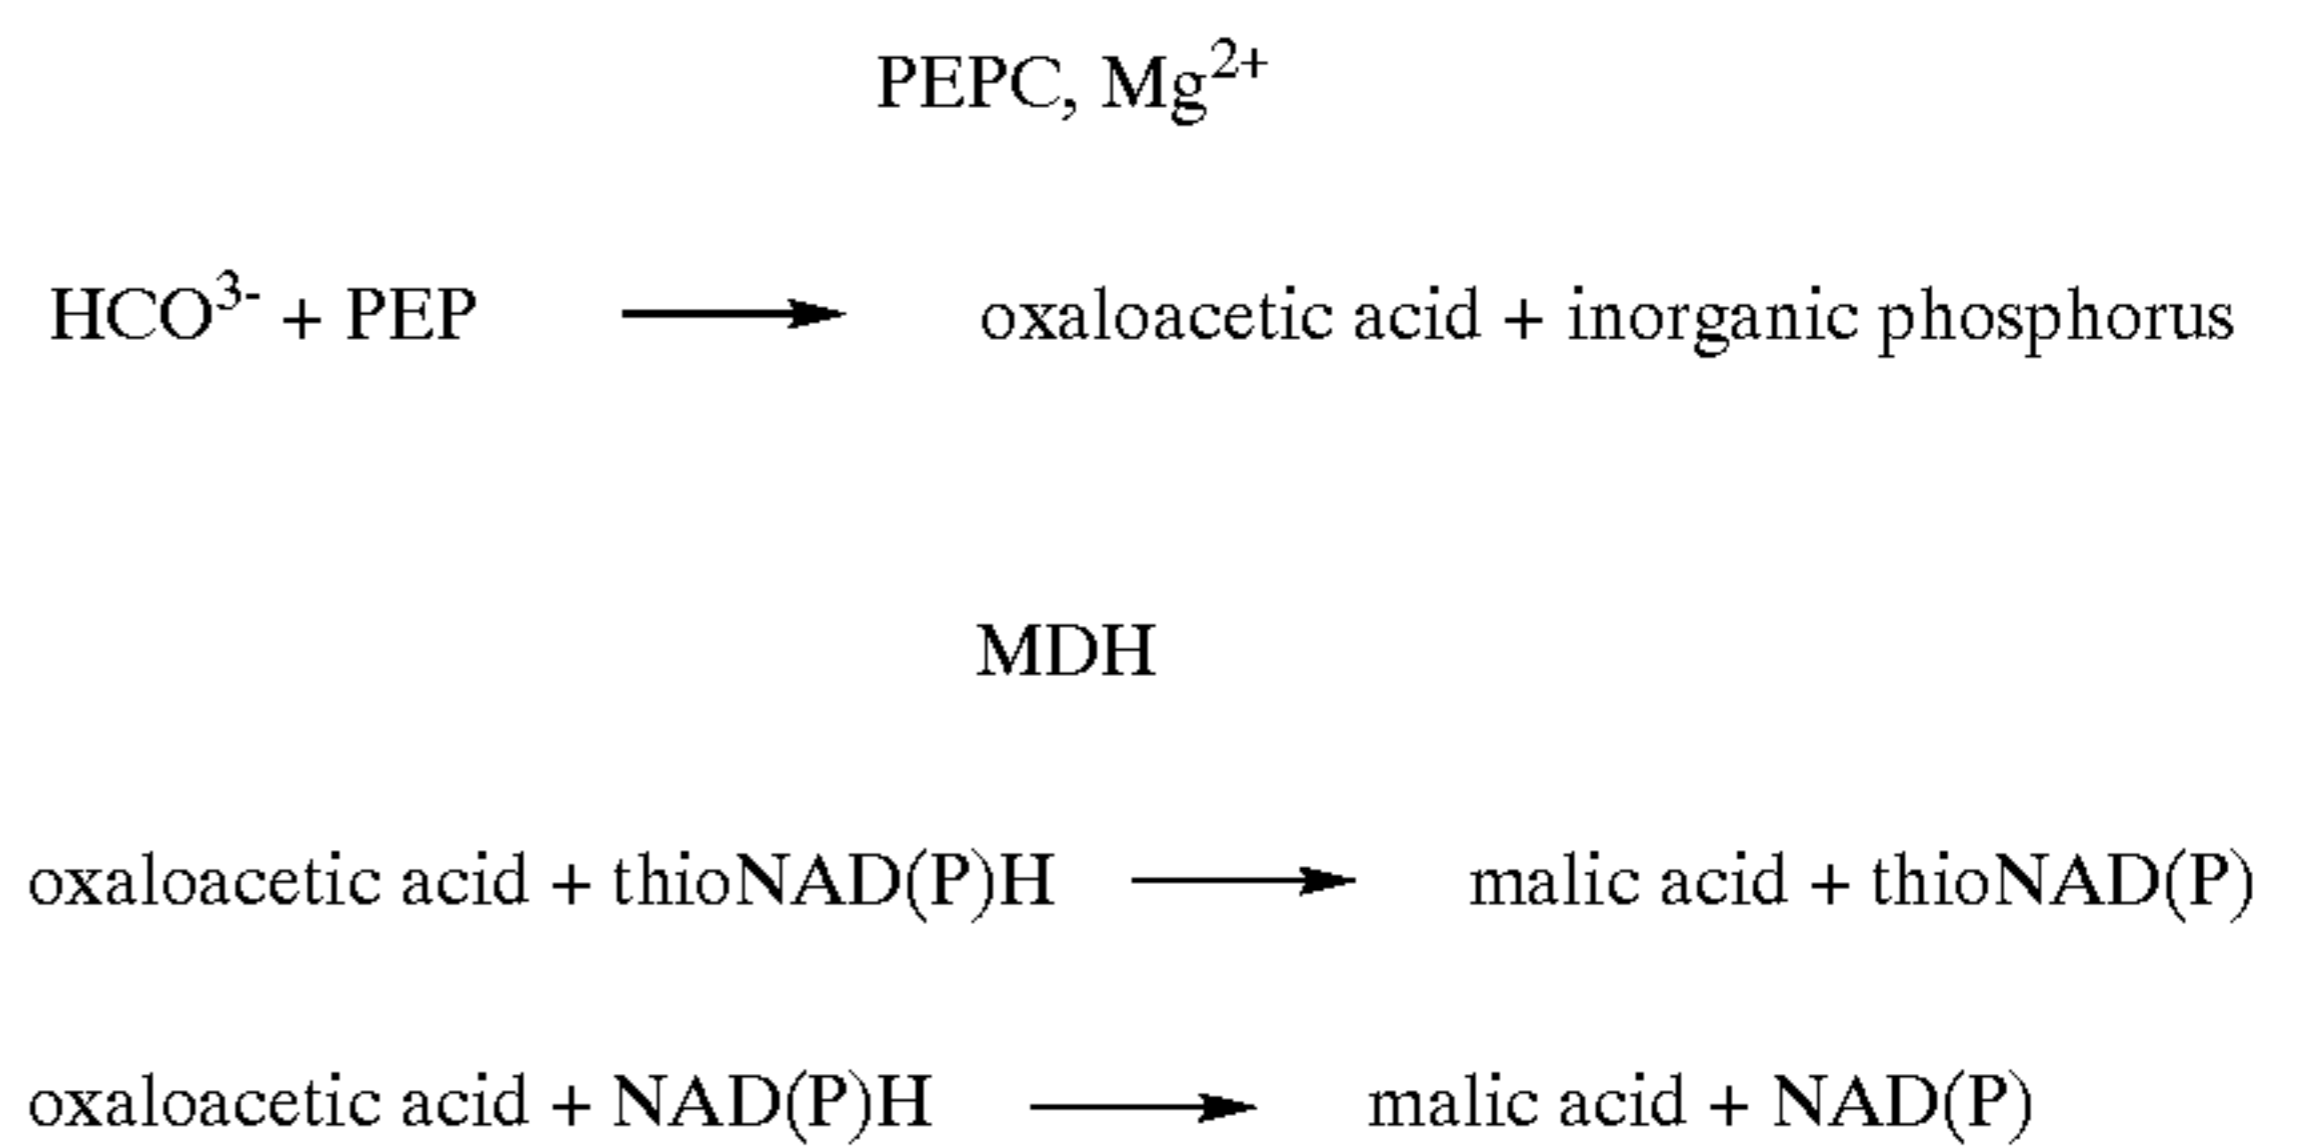 PEPC, Mg²⁺
HCO³⁻ + PEP ⟶ oxaloacetic acid + inorganic phosphorus
MDH
oxaloacetic acid + thioNAD(P)H ⟶ malic acid + thioNAD(P)
oxaloacetic acid + NAD(P)H ⟶ malic acid + NAD(P)